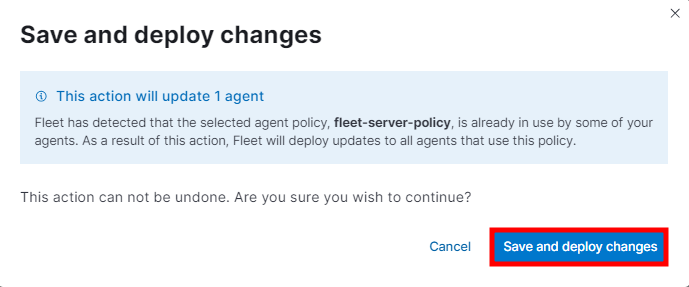 Save and deploy changes
This action will update 1 agent
Fleet has detected that the selected agent policy, fleet-server-policy, is already in use by some of your
agents. As a result of this action, Fleet will deploy updates to all agents that use this policy.
This action can not be undone. Are you sure you wish to continue?
Cancel
Save and deploy changes